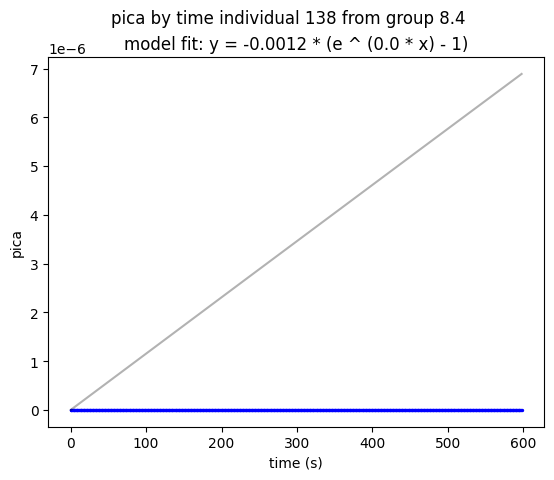 pica by time individual 138 from group 8.4
model fit: y = -0.0012 * (e ^ (0.0 * x) - 1)
1e−6
7
6
5
4
3
2
1
0
pica
0 100 200 300 400 500 600
time (s)